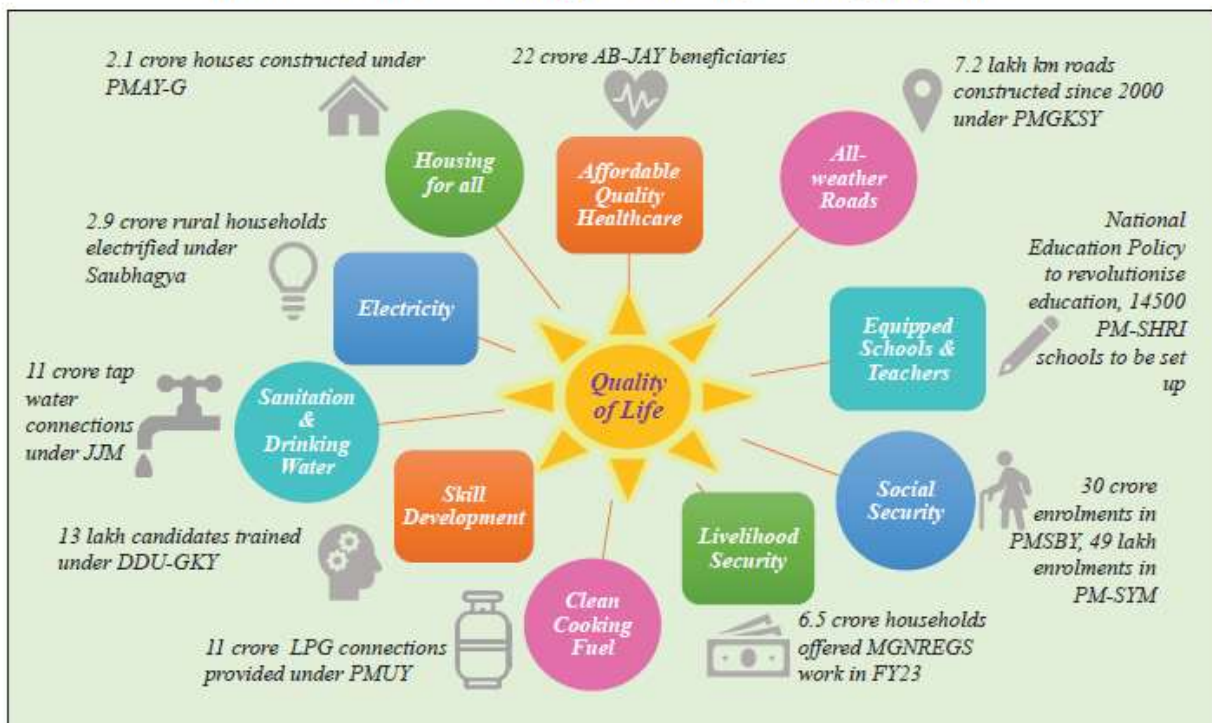 2.1 crore houses constructed under
PMAY-G
22 crore AB-JAY beneficiaries
7.2 lakh km roads
constructed since 2000
under PMGKSY
Housing
for all
Affordable
Quality
Healthcare
All-
weather
Roads
2.9 crore rural households
electrified under
Saubhagya
Electricity
National
Education Policy
to revolutionise
education, 14500
PM-SHRI
schools to be set
up
Equipped
Schools &
Teachers
Quality
of Life
11 crore tap
water
connections
under JJM
Sanitation
&
Drinking
Water
Skill
Development
Social
Security
30 crore
enrolments in
PMSBY, 49 lakh
enrolments in
PM-SYM
13 lakh candidates trained
under DDU-GKY
Livelihood
Security
Clean
Cooking
Fuel
11 crore LPG connections
provided under PMUY
6.5 crore households
offered MGNREGS
work in FY23